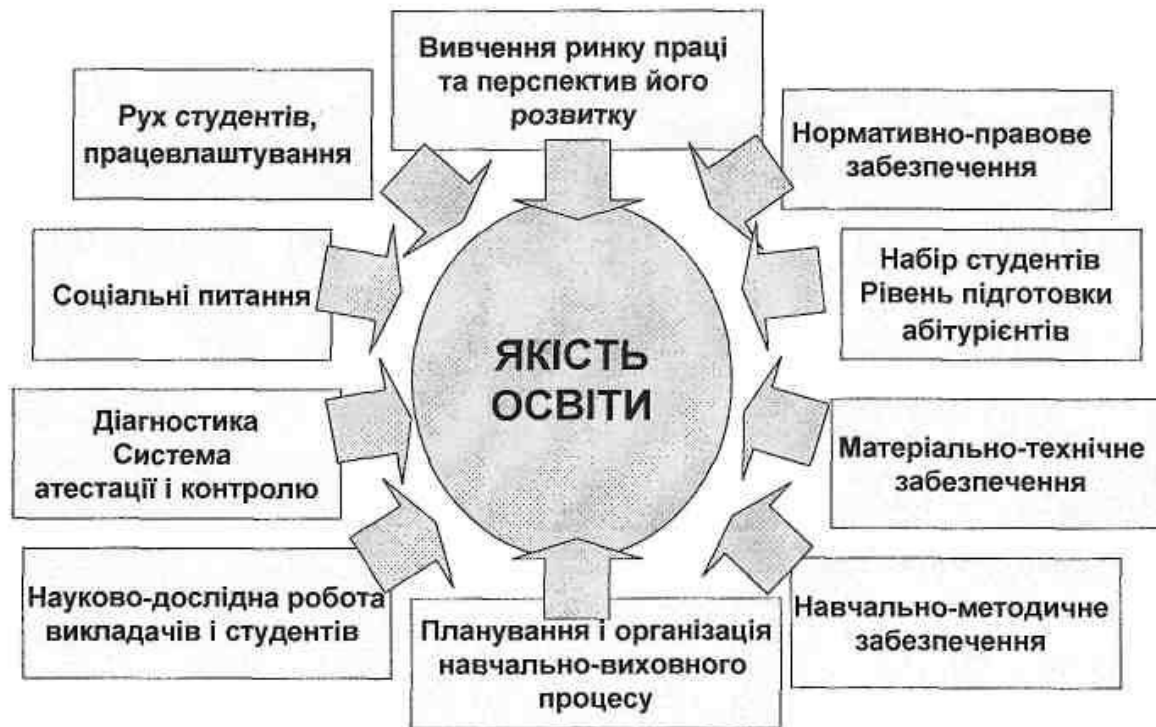 Вивчення ринку праці
та перспектив його
розвитку
Рух студентів,
працевлаштування
Нормативно-правове
забезпечення
Соціальні питання
Набір студентів
Рівень підготовки
абітурієнтів
ЯКІСТЬ
ОСВІТИ
Діагностика
Система
атестації і контролю
Матеріально-технічне
забезпечення
Науково-дослідна робота
викладачів і студентів
Планування і організація
навчально-виховного
процесу
Навчально-методичне
забезпечення